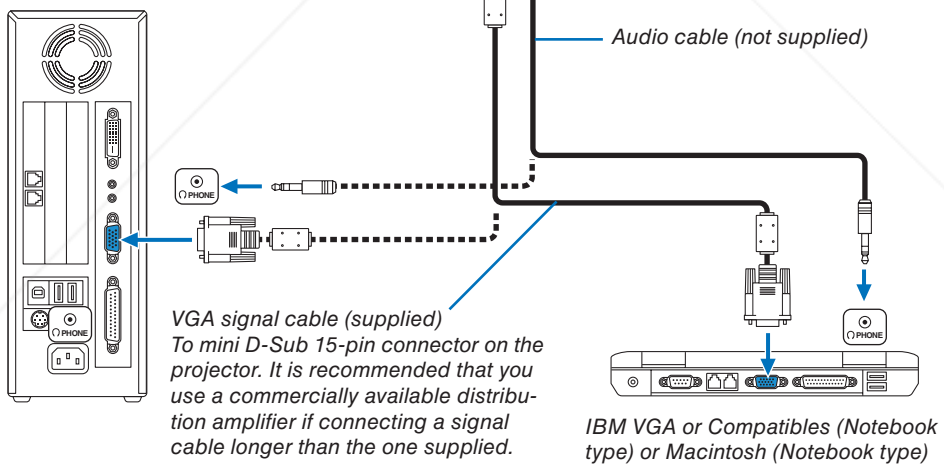 Audio cable (not supplied)
PHONE
PHONE
PHONE
VGA signal cable (supplied)
To mini D-Sub 15-pin connector on the
projector. It is recommended that you
use a commercially available distribu-
tion amplifier if connecting a signal
cable longer than the one supplied.
IBM VGA or Compatibles (Notebook
type) or Macintosh (Notebook type)